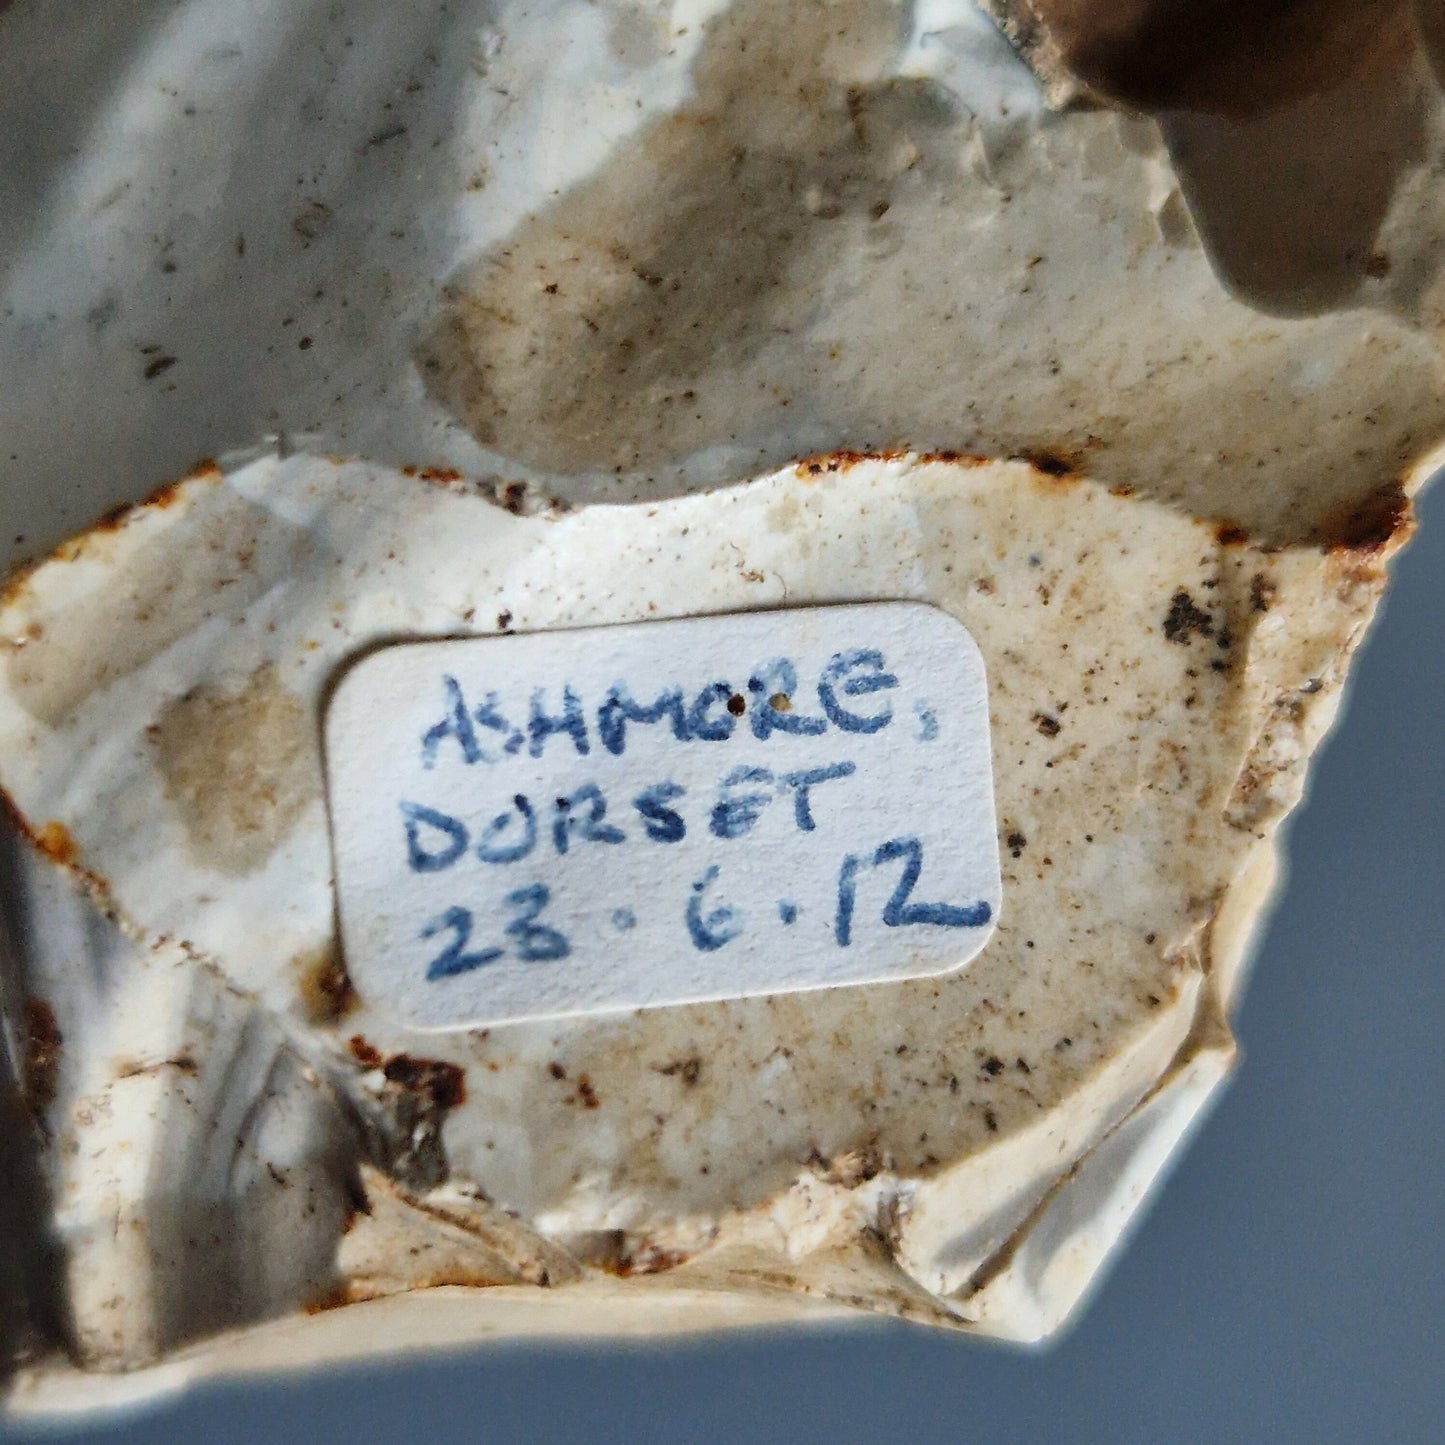 ASHMORE,
DORSET
23.6.12